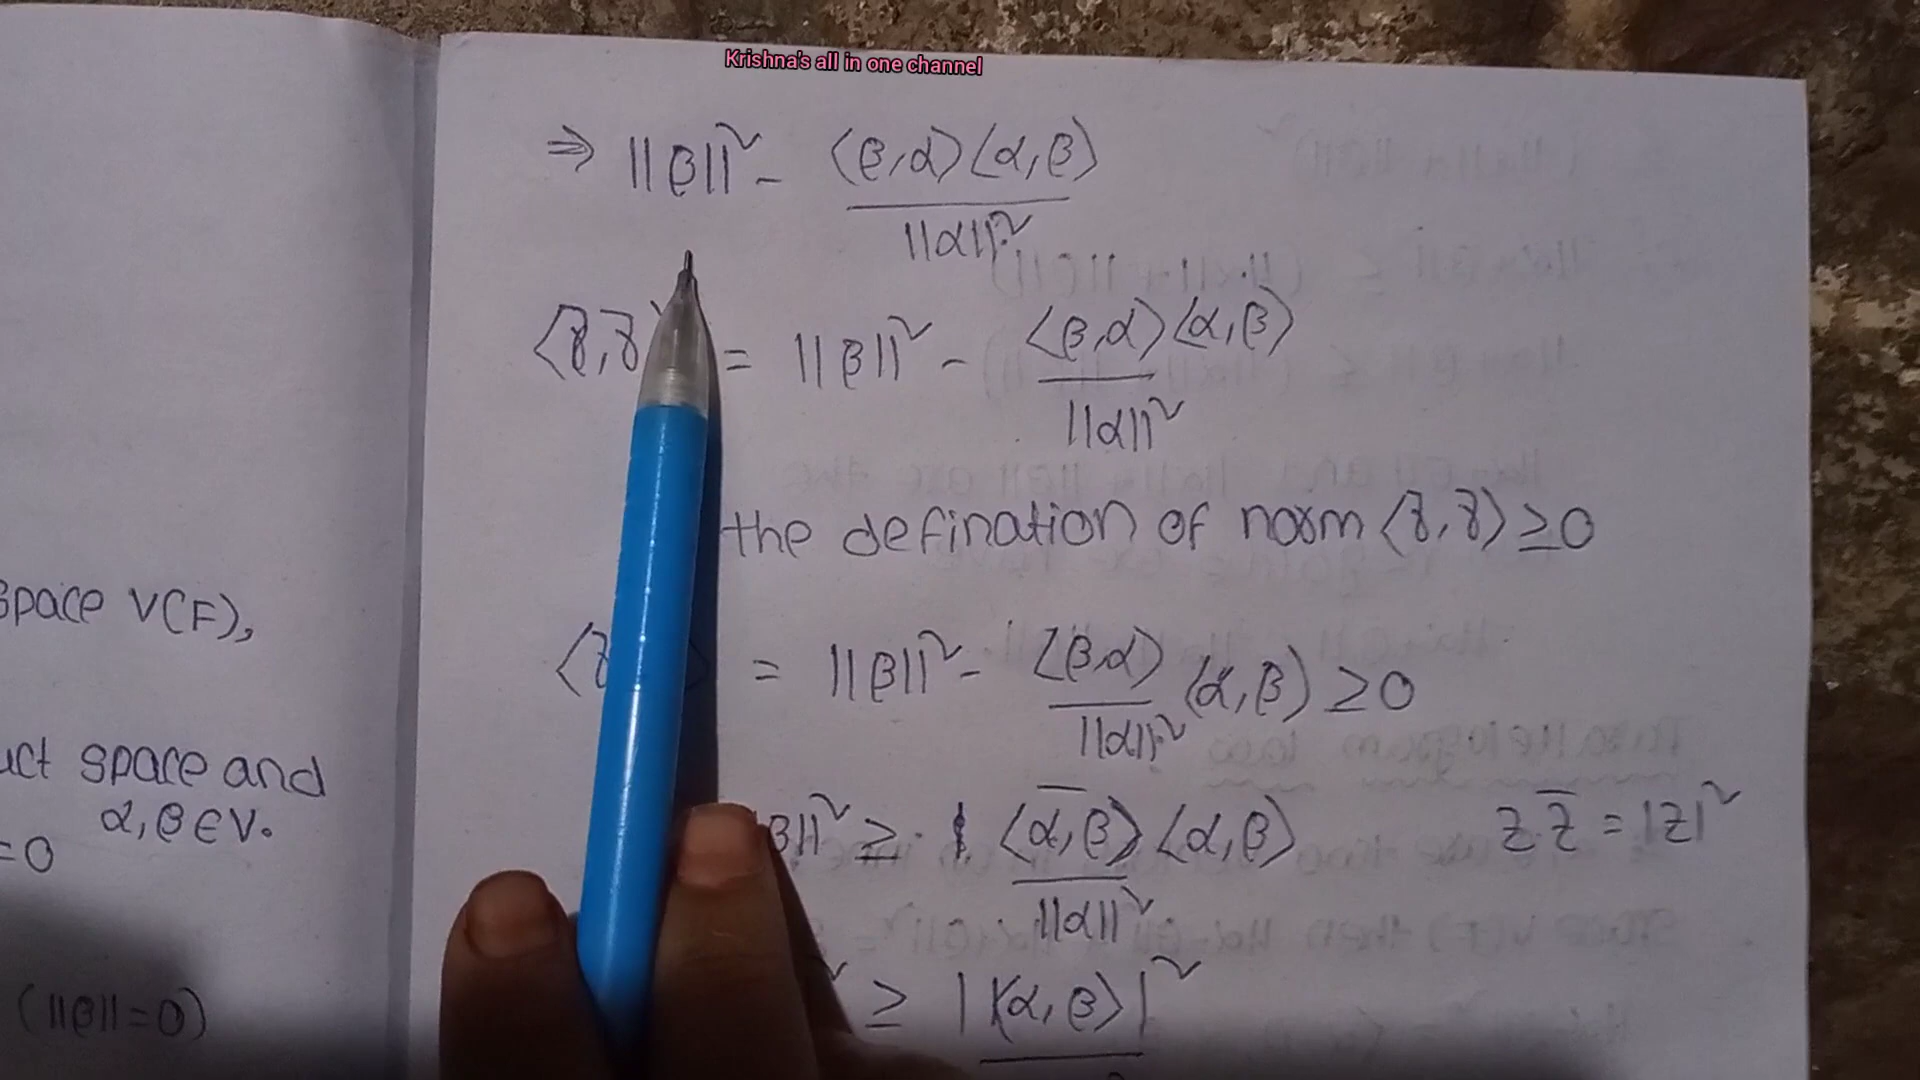 Krishna's all in one channel
⇒ ||β||² - ⟨β,α⟩⟨α,β⟩
||α||²
⟨γ,γ = ||β||² - ⟨β,α⟩⟨α,β⟩
||α||²
the defination of norm ⟨γ,γ⟩ ≥ 0
⟨γ ⟩ = ||β||² - ⟨β,α⟩ ⟨α,β⟩ ≥ 0
||α||²
β||² ≥ ⟨α,β⟩‾ ⟨α,β⟩ z z̄ = |z|²
||α||²
² ≥ |⟨α,β⟩|²
space V(F),
uct space and
α,β∈V.
=0
(||β||=0)